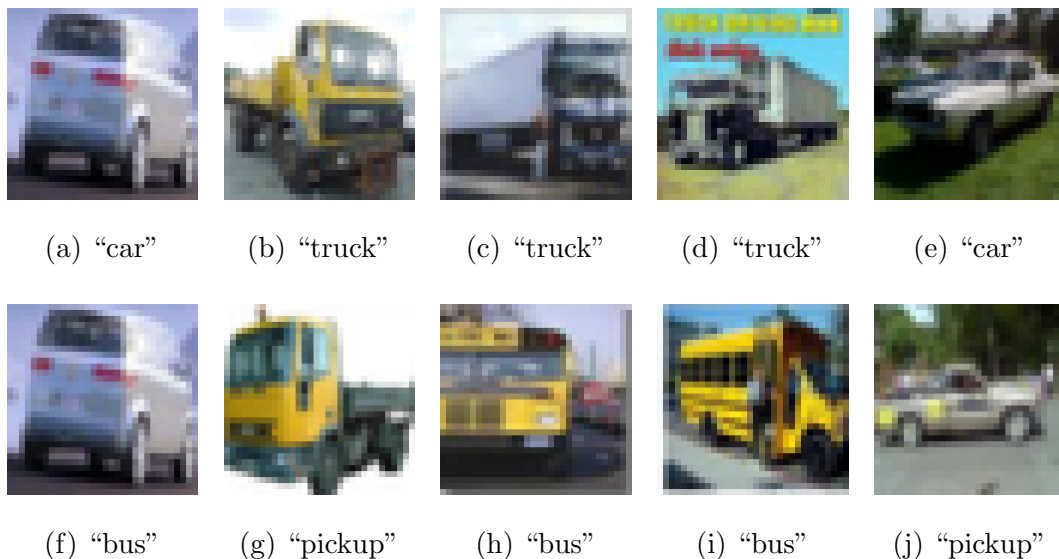 (a) “car”
(b) “truck”
(c) “truck”
(d) “truck”
(e) “car”
(f) “bus”
(g) “pickup”
(h) “bus”
(i) “bus”
(j) “pickup”